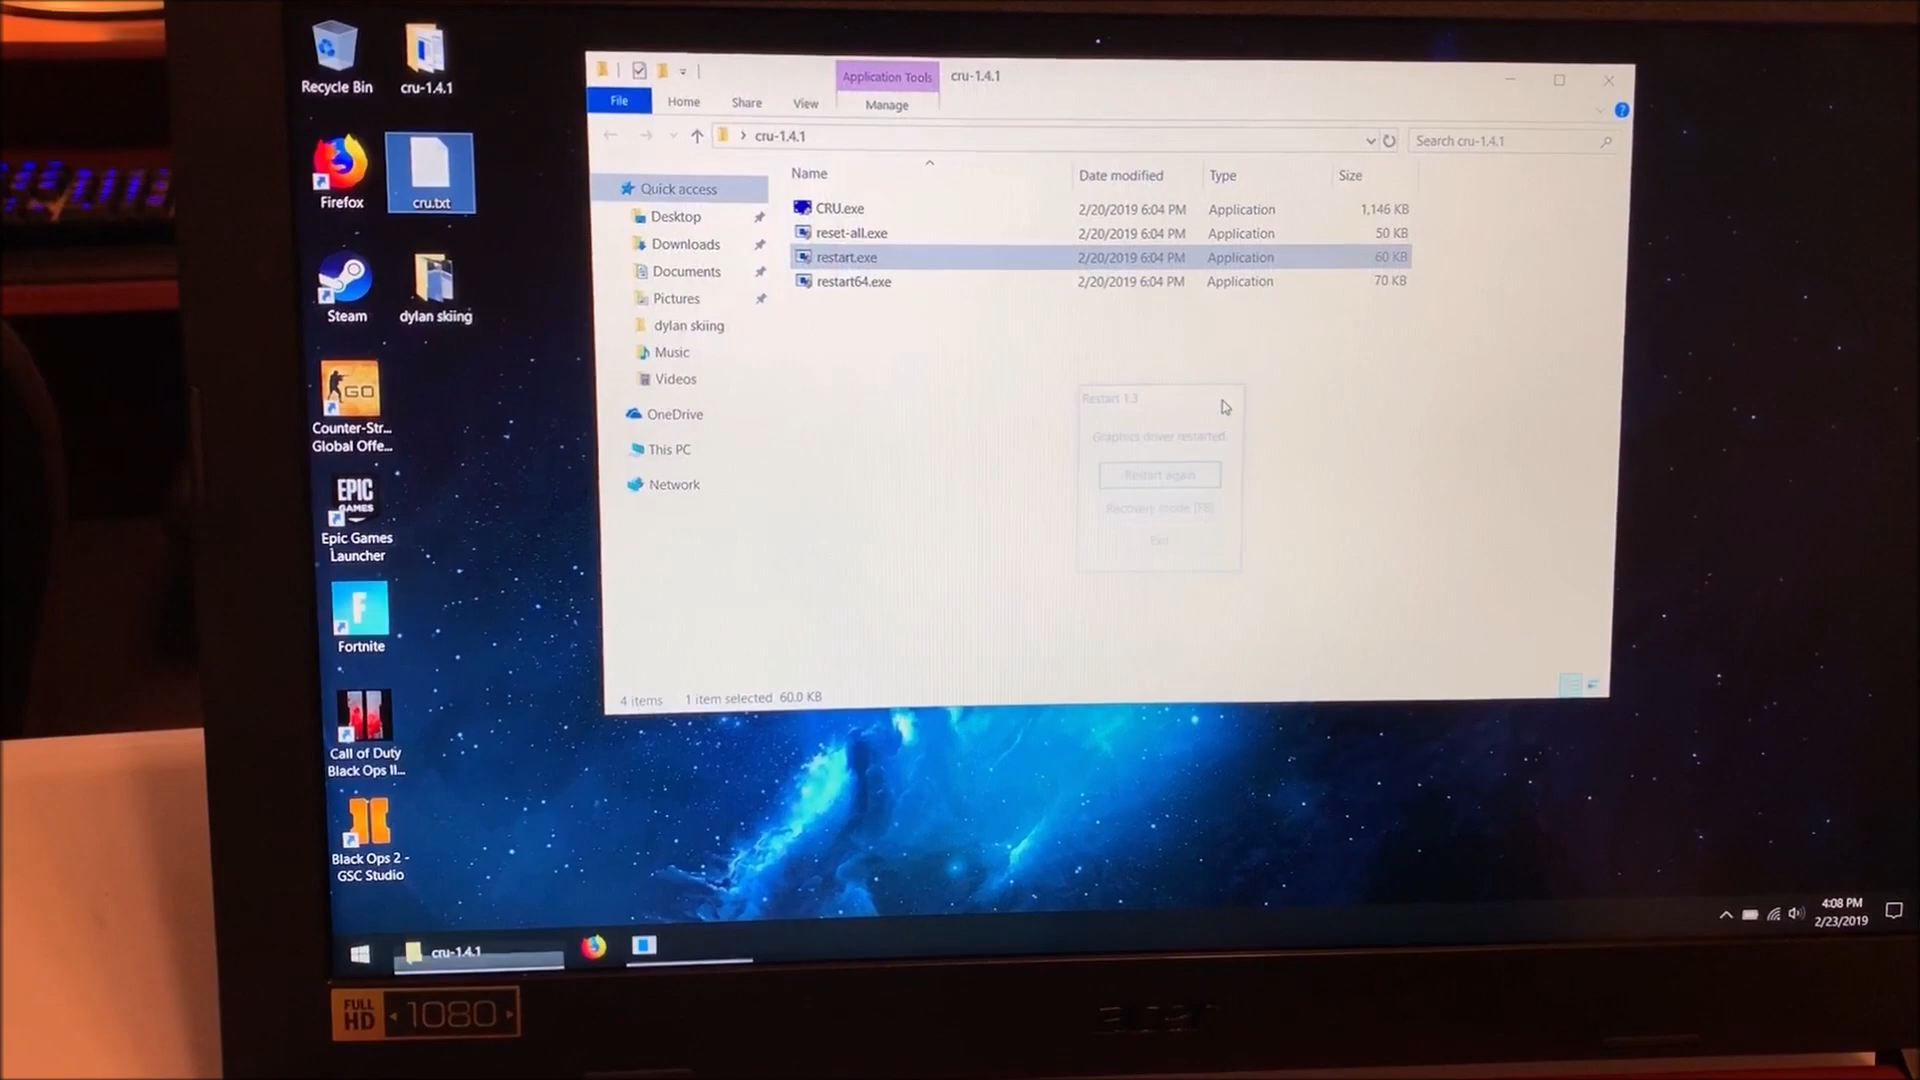 Recycle Bin
cru-1.4.1
Firefox
cru.txt
Steam
dylan skiing
GO
Counter-Str...
Global Offe...
EPIC
GAMES
Epic Games
Launcher
F
Fortnite
Call of Duty
Black Ops II...
Black Ops 2 -
GSC Studio
Application Tools
cru-1.4.1
File
Home
Share
View
Manage
cru-1.4.1
Search cru-1.4.1
Name
Date modified
Type
Size
Quick access
Desktop
Downloads
Documents
Pictures
dylan skiing
Music
Videos
OneDrive
This PC
Network
CRU.exe 2/20/2019 6:04 PM Application 1,146 KB
reset-all.exe 2/20/2019 6:04 PM Application 50 KB
restart.exe 2/20/2019 6:04 PM Application 60 KB
restart64.exe 2/20/2019 6:04 PM Application 70 KB
Restart 1.3
Graphics driver restarted.
Restart again
Recovery mode (F8)
Exit
4 items 1 item selected 60.0 KB
cru-1.4.1
4:08 PM
2/23/2019
FULL
HD
1080
acer